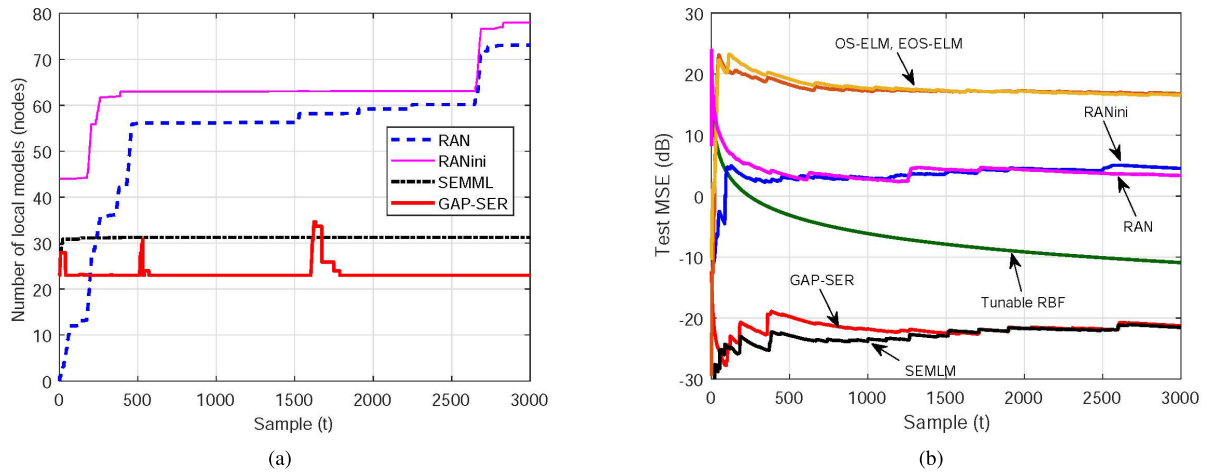 80
70
60
50
40
30
20
10
0
Number of local models (nodes)
RAN
RANini
SEMML
GAP-SER
0 500 1000 1500 2000 2500 3000
Sample (t)
(a)
30
20
10
0
-10
-20
-30
Test MSE (dB)
OS-ELM, EOS-ELM
RANini
RAN
Tunable RBF
GAP-SER
SEMLM
0 500 1000 1500 2000 2500 3000
Sample (t)
(b)